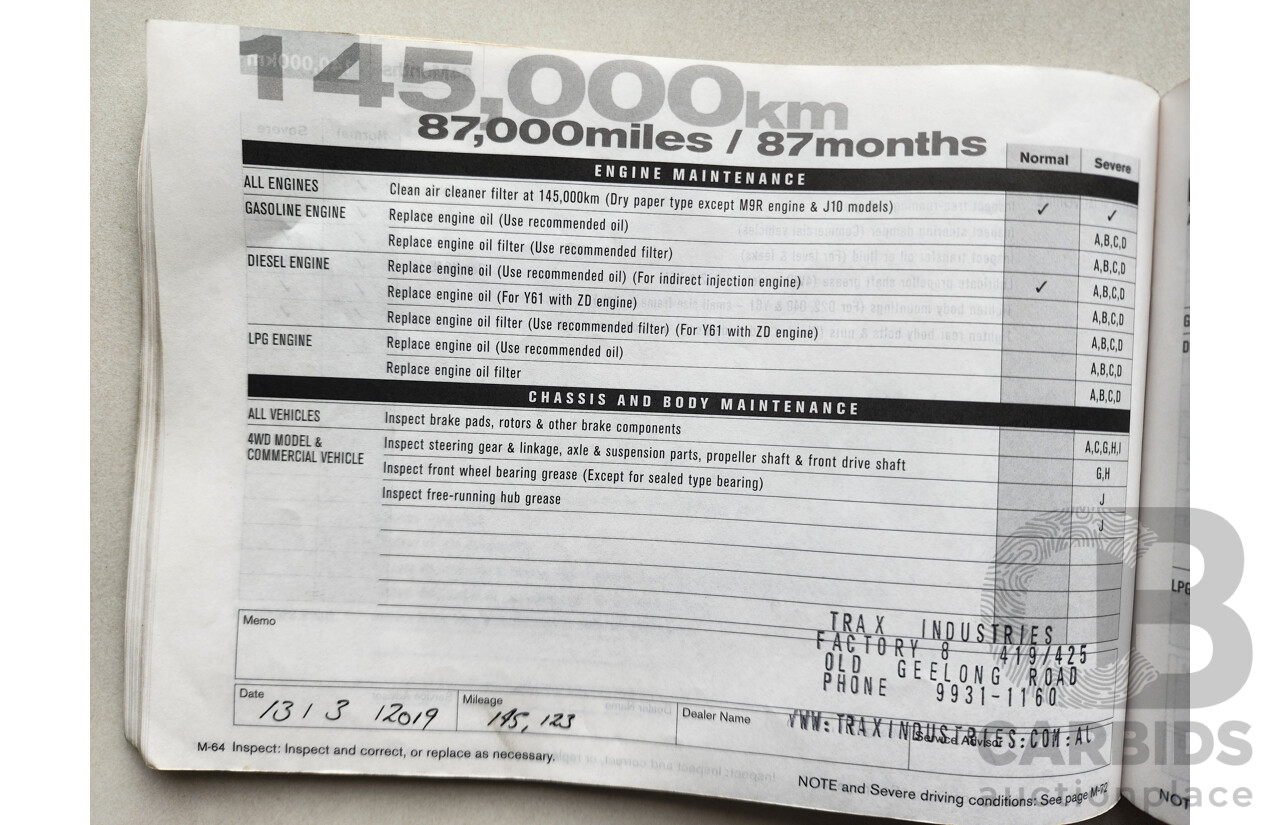 145,000km
87,000miles / 87months
Normal Severe
ENGINE MAINTENANCE
ALL ENGINES Clean air cleaner filter at 145,000km (Dry paper type except M9R engine & J10 models) ✓ ✓
GASOLINE ENGINE Replace engine oil (Use recommended oil) A,B,C,D
Replace engine oil filter (Use recommended filter) A,B,C,D
DIESEL ENGINE Replace engine oil (Use recommended oil) (For indirect injection engine) ✓ A,B,C,D
Replace engine oil (For Y61 with ZD engine) A,B,C,D
Replace engine oil filter (Use recommended filter) (For Y61 with ZD engine) A,B,C,D
LPG ENGINE Replace engine oil (Use recommended oil) A,B,C,D
Replace engine oil filter A,B,C,D
CHASSIS AND BODY MAINTENANCE
ALL VEHICLES Inspect brake pads, rotors & other brake components A,C,G,H,I
4WD MODEL & Inspect steering gear & linkage, axle & suspension parts, propeller shaft & front drive shaft G,H
COMMERCIAL VEHICLE
Inspect front wheel bearing grease (Except for sealed type bearing) J
Inspect free-running hub grease J
Memo
TRAX INDUSTRIES
FACTORY 8 419/425
OLD GEELONG ROAD
PHONE 9931-1160
Date 13 / 3 / 2019 Mileage 145,123 Dealer Name Service Advisor
WWW:TRAXINDUSTRIES:COM:AU
M-64 Inspect: Inspect and correct, or replace as necessary.
NOTE and Severe driving conditions: See page M-72
LPG
NOT
CARBIDS
auctionplace